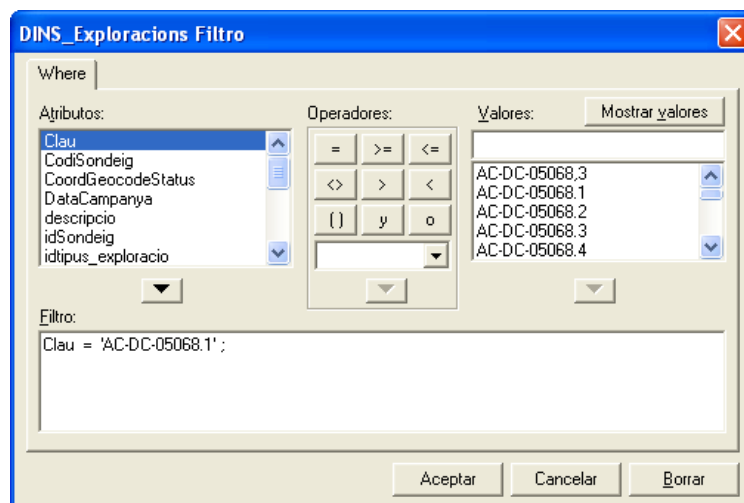 DINS_Exploracions Filtro
Where
Atributos:
Clau
CodiSondeig
CoordGeocodeStatus
DataCampanya
descripcio
idSondeig
idtipus_exploracio
Operadores:
= >= <=
<> > <
() y o
Valores:
Mostrar valores
AC-DC-05068,3
AC-DC-05068.1
AC-DC-05068.2
AC-DC-05068.3
AC-DC-05068.4
Filtro:
Clau = 'AC-DC-05068.1' ;
Aceptar Cancelar Borrar